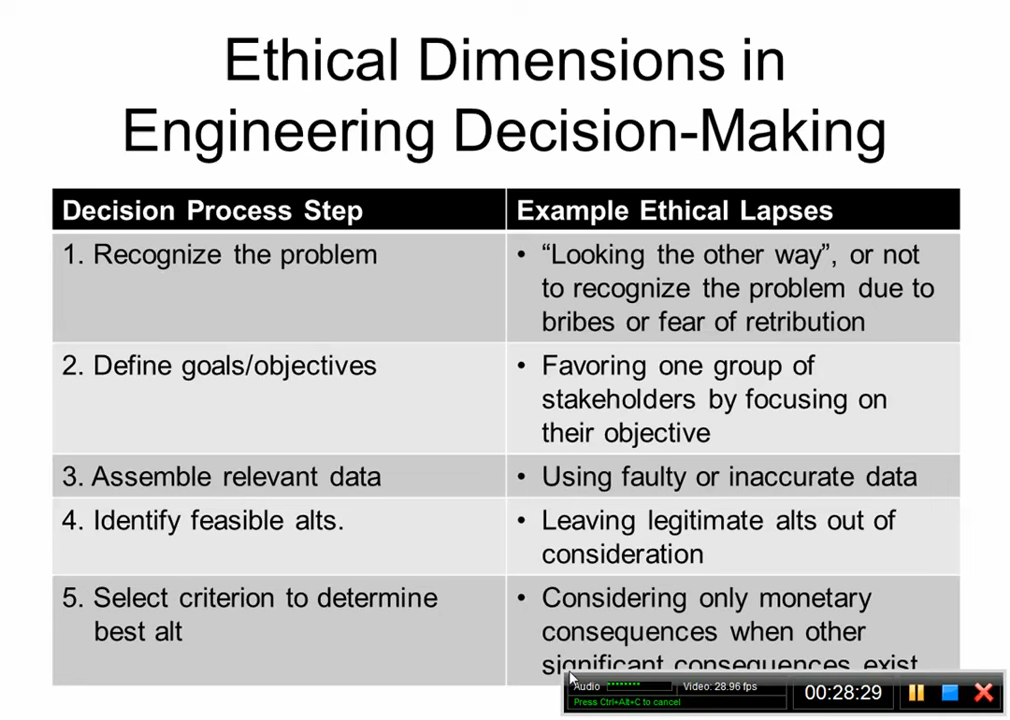 Ethical Dimensions in
Engineering Decision-Making
Decision Process Step
Example Ethical Lapses
1. Recognize the problem
• “Looking the other way”, or not
to recognize the problem due to
bribes or fear of retribution
2. Define goals/objectives
• Favoring one group of
stakeholders by focusing on
their objective
3. Assemble relevant data
• Using faulty or inaccurate data
4. Identify feasible alts.
• Leaving legitimate alts out of
consideration
5. Select criterion to determine
best alt
• Considering only monetary
consequences when other
significant consequences exist
Audio
Video: 28.96 fps
Press Ctrl+Alt+C to cancel
00:28:29